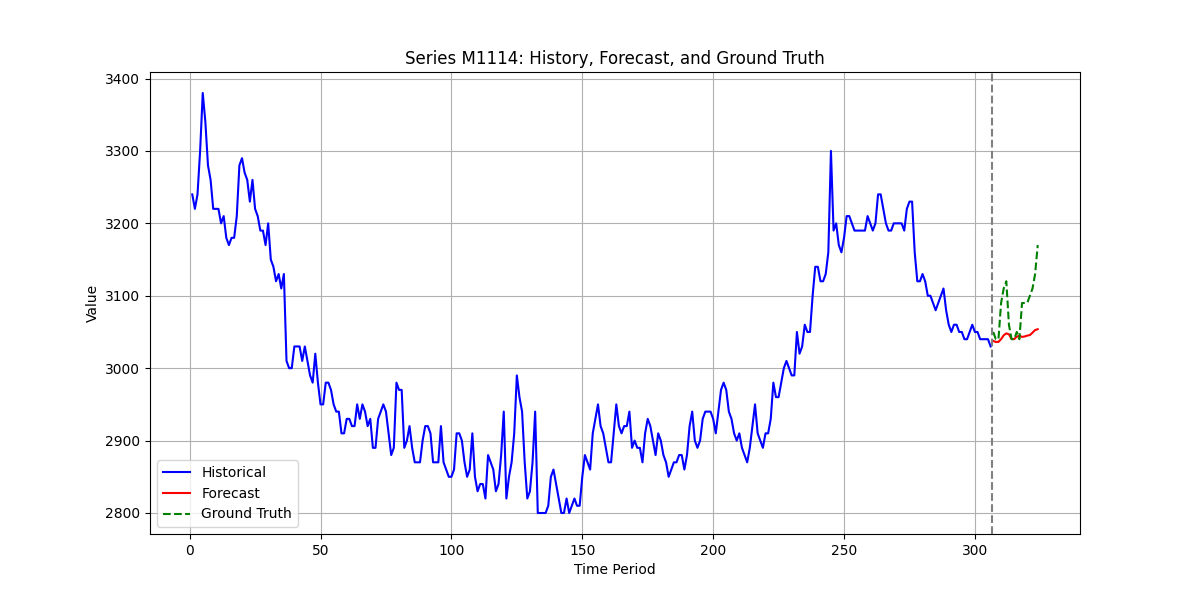 Series M1114: History, Forecast, and Ground Truth
3400
3300
3200
3100
3000
2900
2800
Value
Historical
Forecast
Ground Truth
0 50 100 150 200 250 300
Time Period